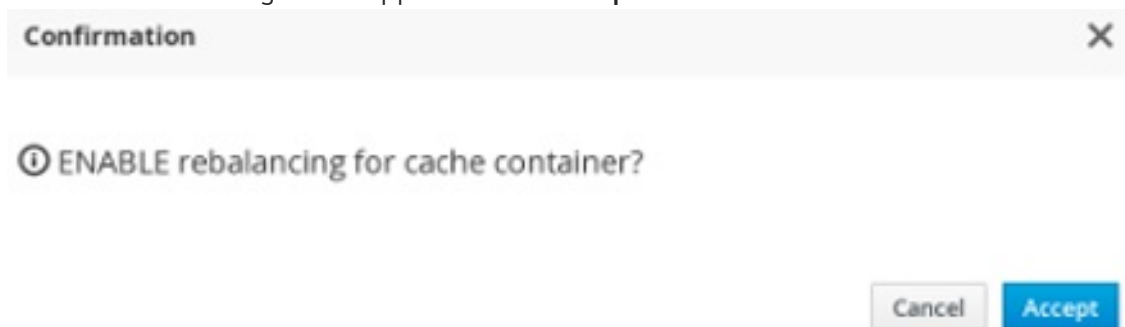 Confirmation
ENABLE rebalancing for cache container?
Cancel
Accept